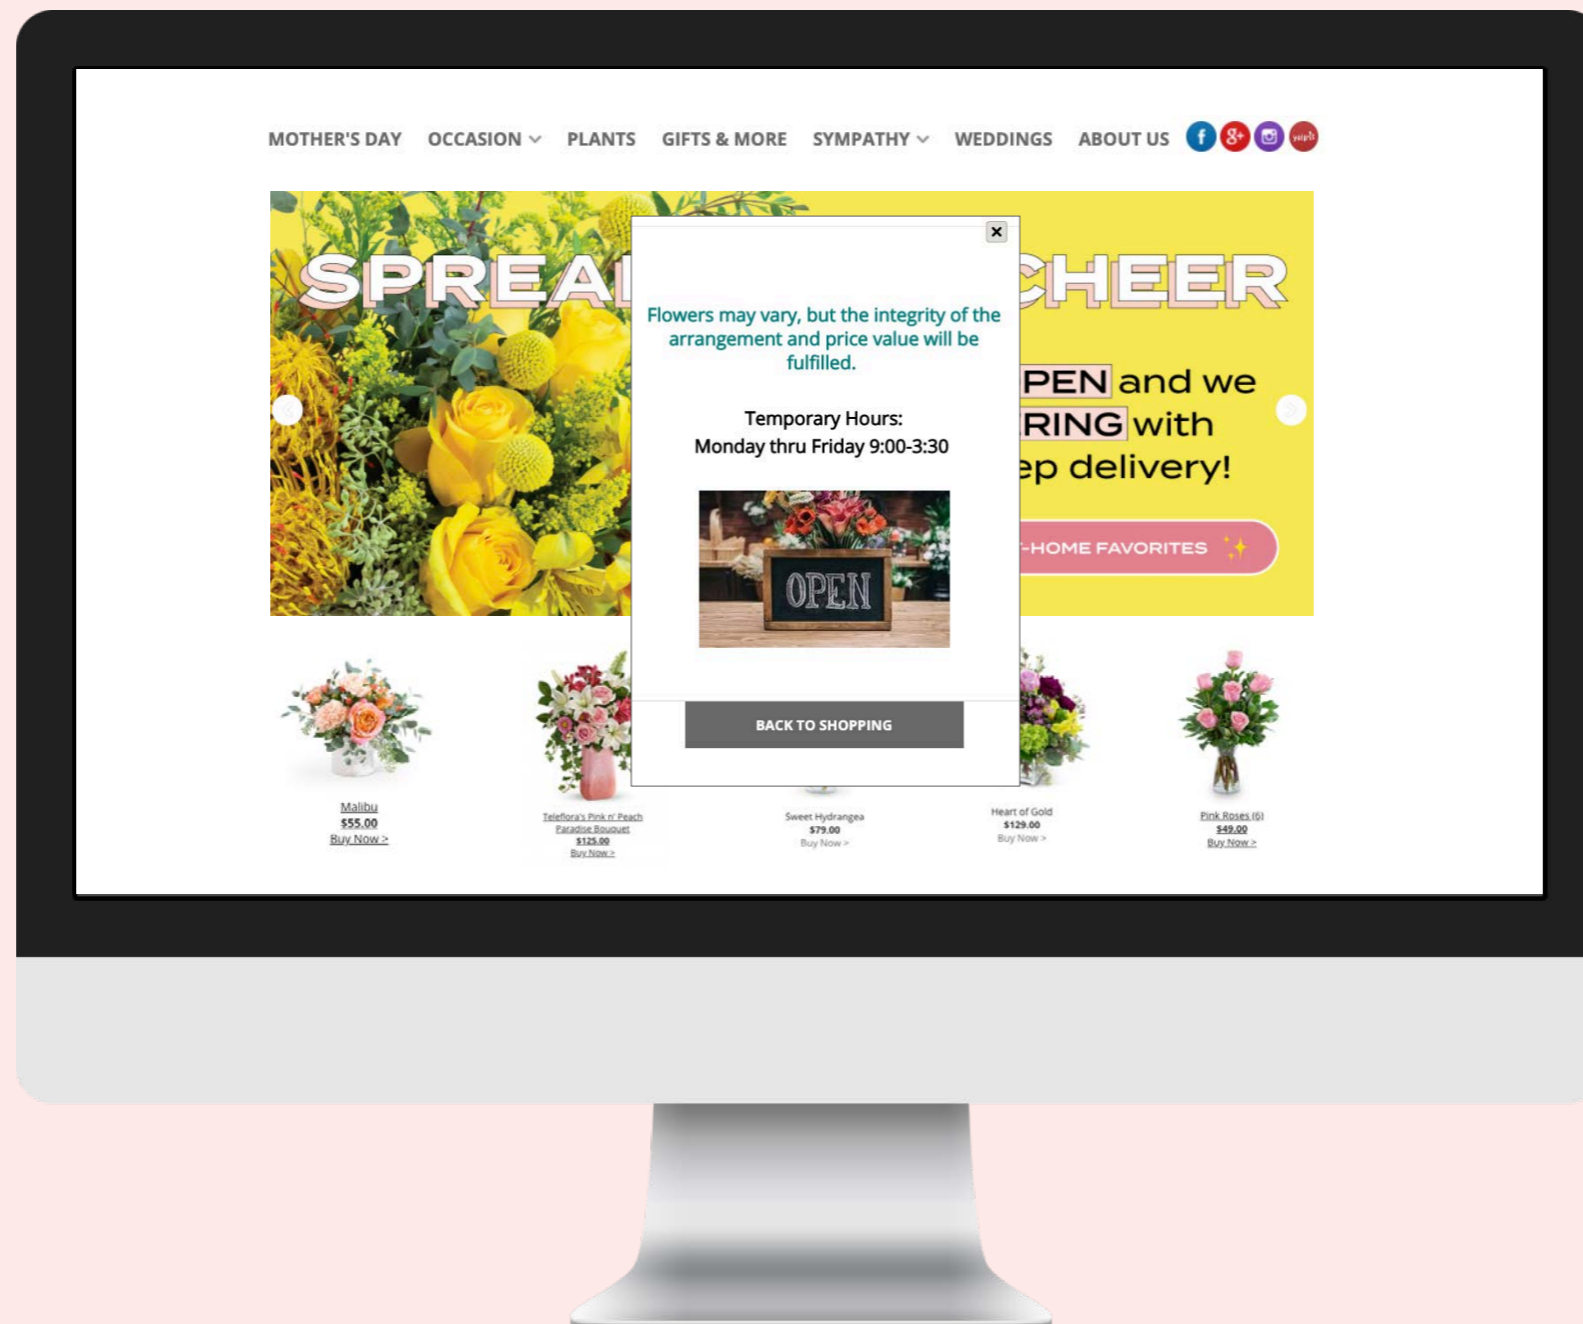 MOTHER'S DAY OCCASION PLANTS GIFTS & MORE SYMPATHY WEDDINGS ABOUT US
SPREA CHEER
Flowers may vary, but the integrity of the
arrangement and price value will be
fulfilled.
Temporary Hours:
Monday thru Friday 9:00-3:30
OPEN
BACK TO SHOPPING
PEN and we
RING with
ep delivery!
-HOME FAVORITES
Malibu
$55.00
Buy Now >
Teleflora's Pink n' Peach
Paradise Bouquet
$125.00
Buy Now >
Sweet Hydrangea
$79.00
Buy Now >
Heart of Gold
$129.00
Buy Now >
Pink Roses (6)
$49.00
Buy Now >